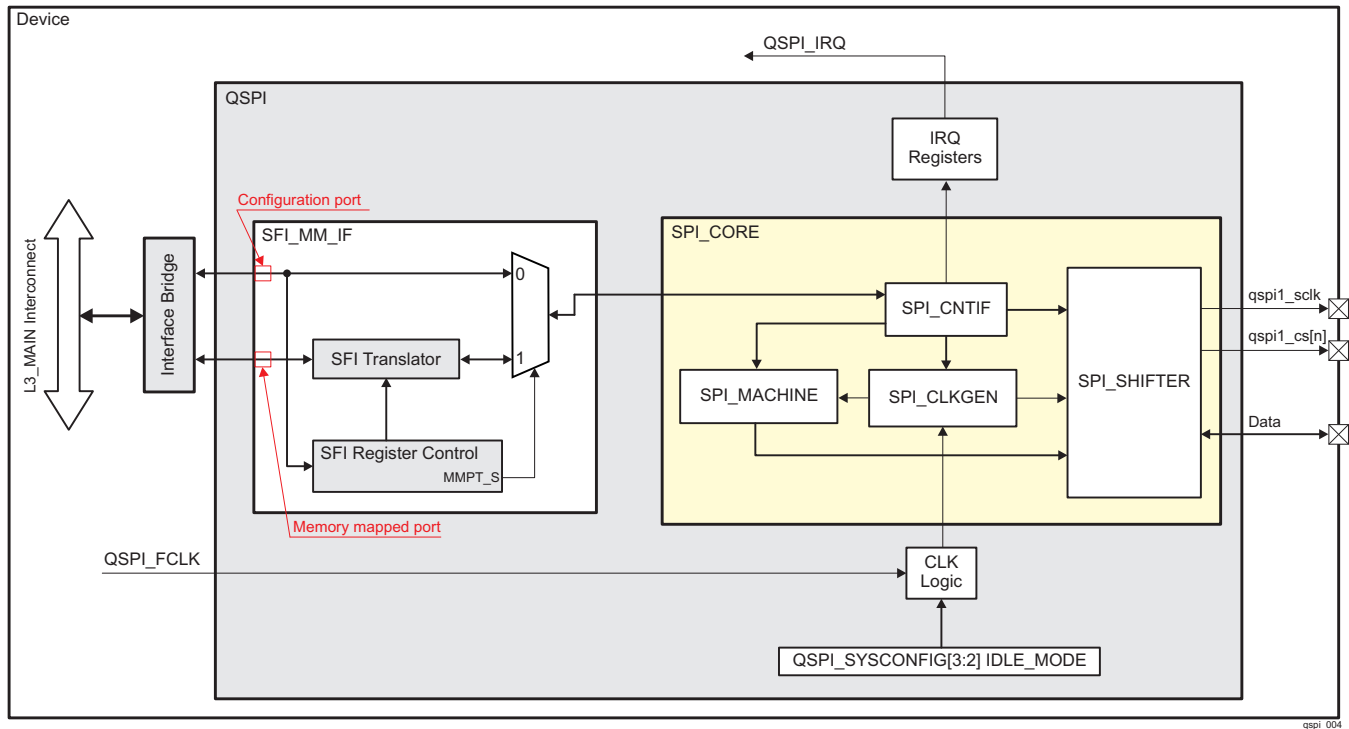 Device
QSPI_IRQ
QSPI
IRQ
Registers
Configuration port
SFI_MM_IF
SPI_CORE
L3_MAIN Interconnect
Interface Bridge
0
SPI_CNTIF
qspi1_sclk
qspi1_cs[n]
SFI Translator
1
SPI_MACHINE
SPI_CLKGEN
SPI_SHIFTER
Data
SFI Register Control
MMPT_S
Memory mapped port
QSPI_FCLK
CLK
Logic
QSPI_SYSCONFIG[3:2] IDLE_MODE
qspi_004